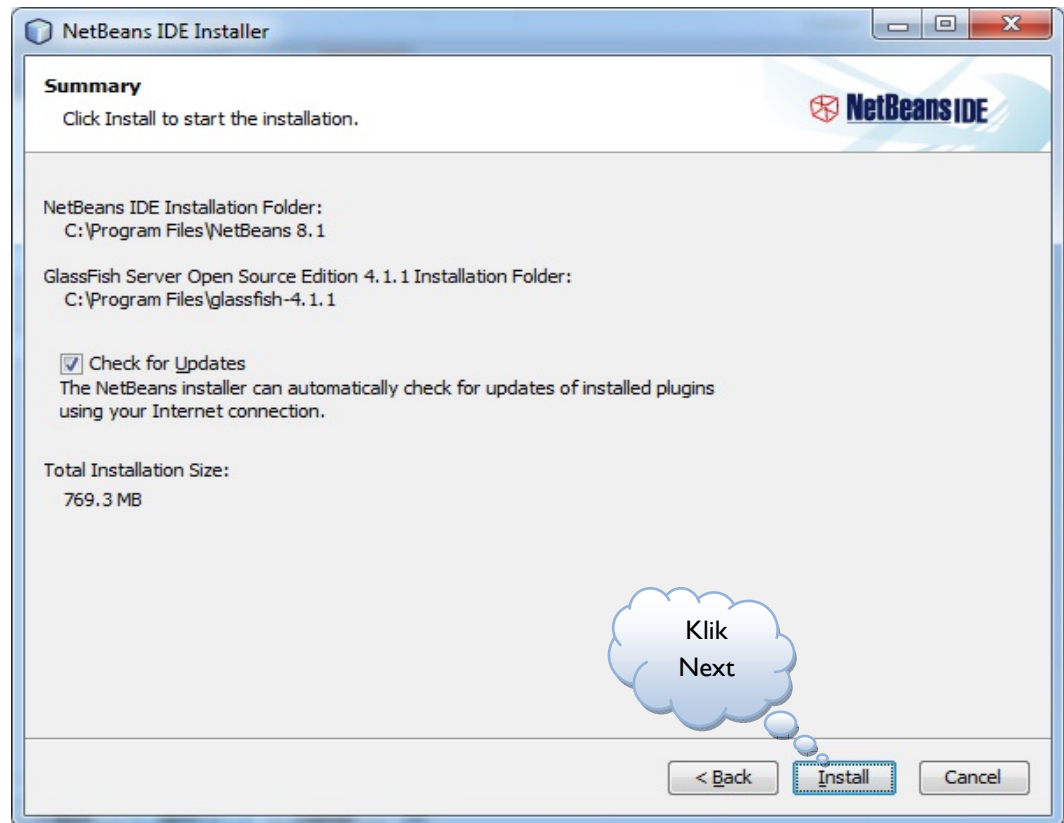 NetBeans IDE Installer
Summary
Click Install to start the installation.
NetBeans IDE
NetBeans IDE Installation Folder:
C:\Program Files\NetBeans 8.1
GlassFish Server Open Source Edition 4.1.1 Installation Folder:
C:\Program Files\glassfish-4.1.1
Check for Updates
The NetBeans installer can automatically check for updates of installed plugins
using your Internet connection.
Total Installation Size:
769.3 MB
Klik
Next
< Back Install Cancel